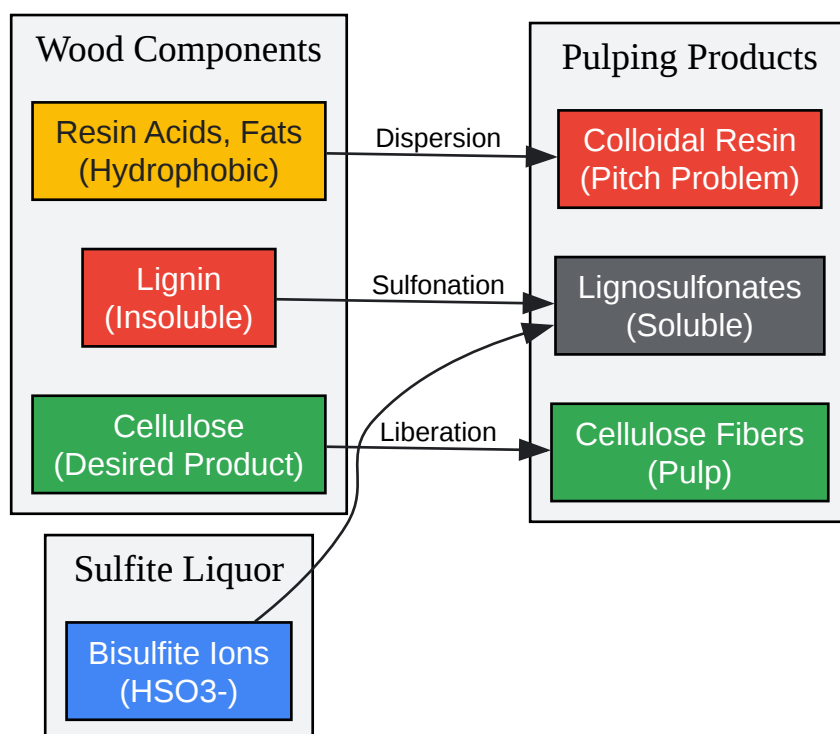 Wood Components
Resin Acids, Fats
(Hydrophobic)
Lignin
(Insoluble)
Cellulose
(Desired Product)
Dispersion
Sulfonation
Liberation
Pulping Products
Colloidal Resin
(Pitch Problem)
Lignosulfonates
(Soluble)
Cellulose Fibers
(Pulp)
Sulfite Liquor
Bisulfite Ions
(HSO3-)